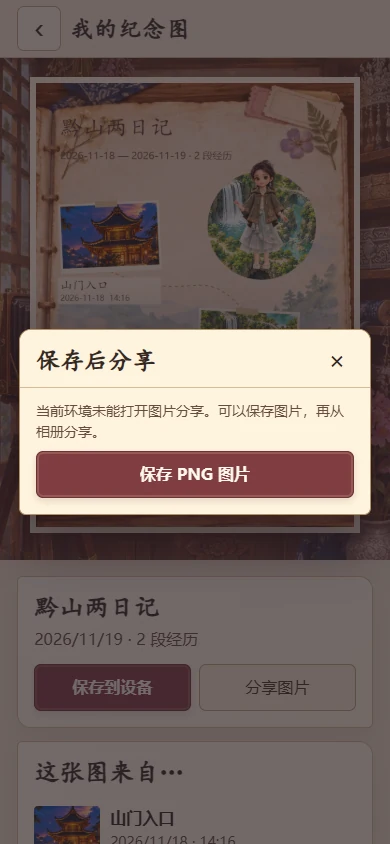 我的纪念图
黔山两日记
2026-11-18 — 2026-11-19 · 2 段经历
山门入口
2026-11-18 14:16
保存后分享
当前环境未能打开图片分享。可以保存图片，再从
相册分享。
保存 PNG 图片
黔山两日记
2026/11/19 · 2 段经历
保存到设备
分享图片
这张图来自…
山门入口
2026/11/18 · 14:16